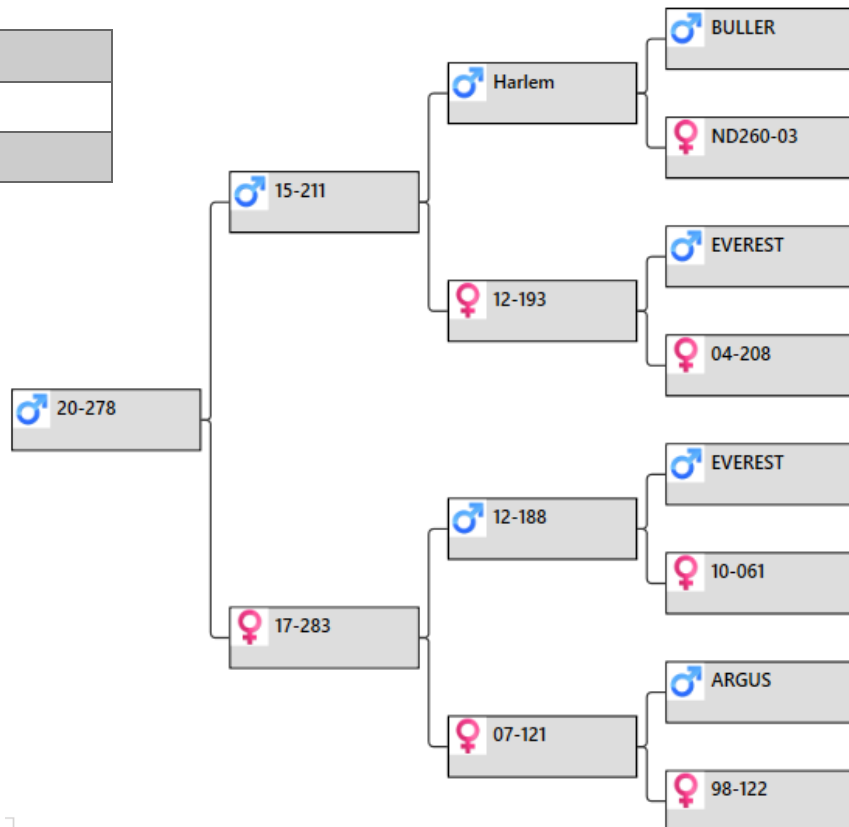 BULLER
Harlem
ND260-03
15-211
EVEREST
12-193
04-208
20-278
EVEREST
12-188
10-061
17-283
ARGUS
07-121
98-122